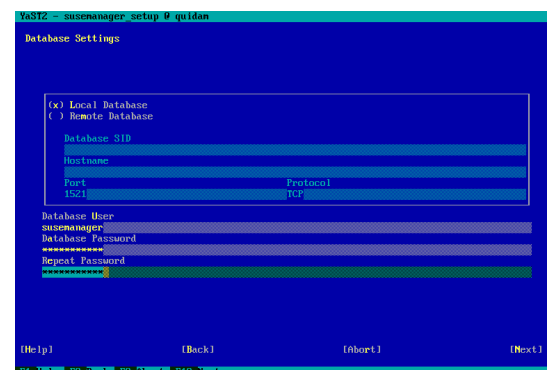 YaST2 - susemanager_setup @ quidam
Database Settings
(x) Local Database
( ) Remote Database
Database SID
Hostname
Port Protocol
1521 TCP
Database User
susemanager
Database Password
***********
Repeat Password
***********
[Help] [Back] [Abort] [Next]